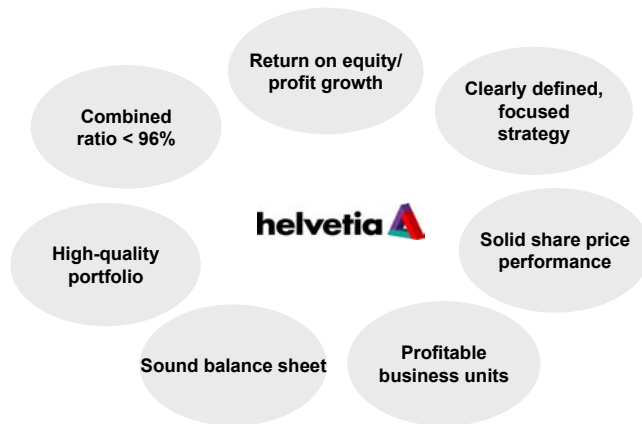 Return on equity/
profit growth
Clearly defined,
focused
strategy
Combined
ratio < 96%
helvetia
Solid share price
performance
High-quality
portfolio
Profitable
business units
Sound balance sheet